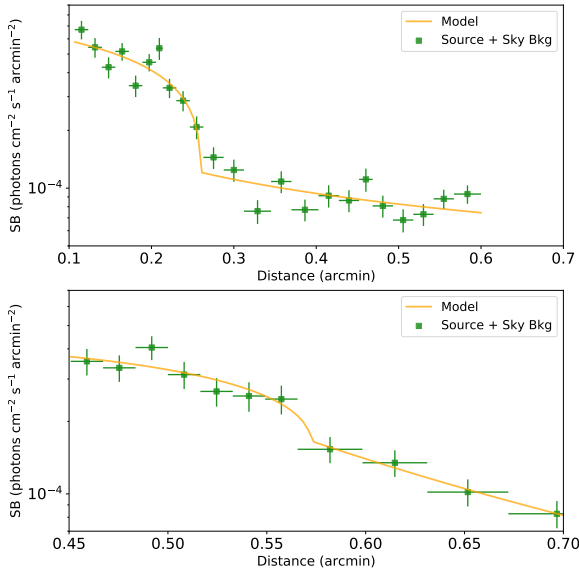 SB (photons cm⁻² s⁻¹ arcmin⁻²)
Model
Source + Sky Bkg
10⁻⁴
0.1 0.2 0.3 0.4 0.5 0.6 0.7
Distance (arcmin)
SB (photons cm⁻² s⁻¹ arcmin⁻²)
Model
Source + Sky Bkg
10⁻⁴
0.45 0.50 0.55 0.60 0.65 0.70
Distance (arcmin)